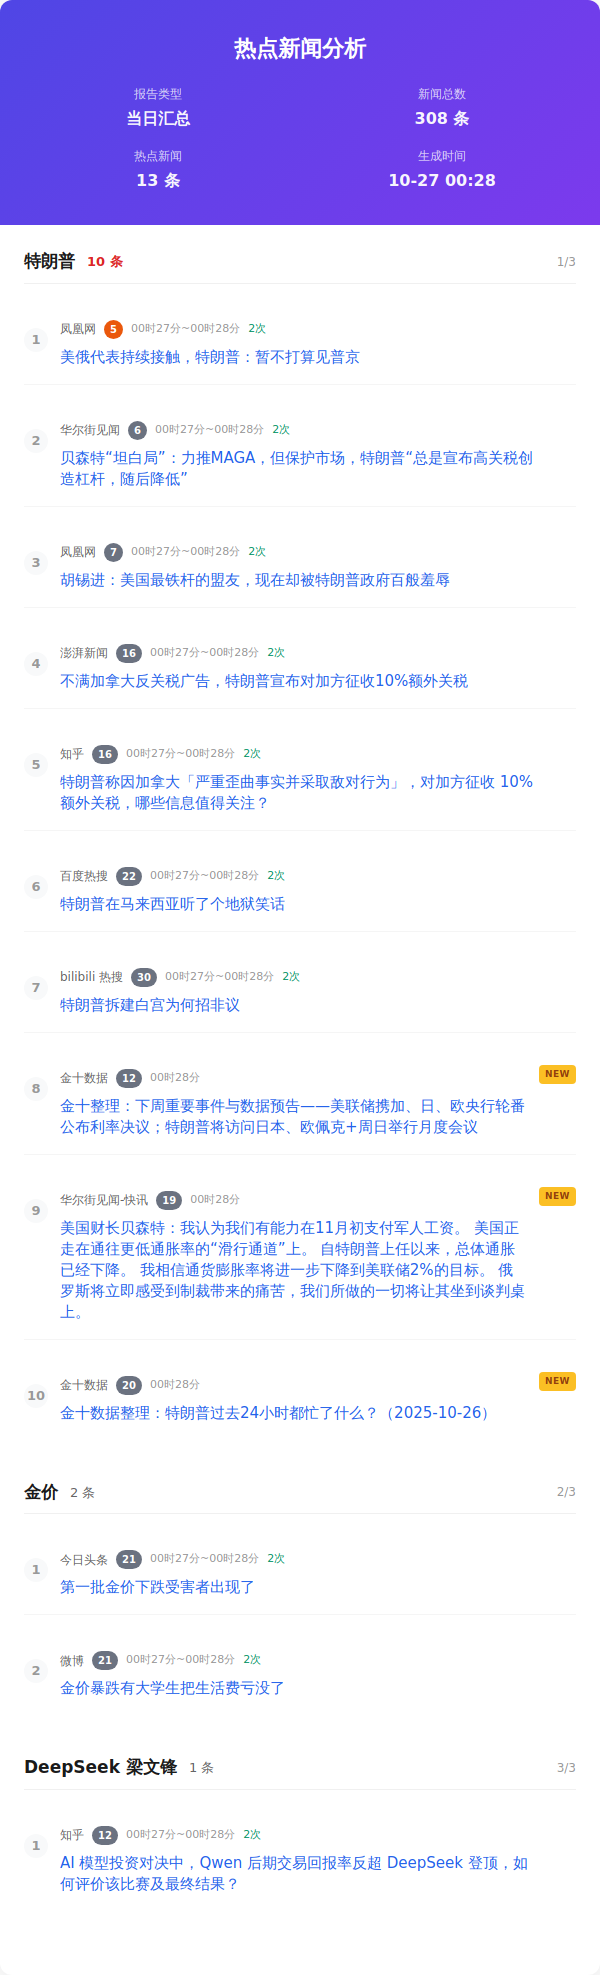 热点新闻分析
报告类型
当日汇总
新闻总数
308 条
热点新闻
13 条
生成时间
10-27 00:28
特朗普 10 条 1/3
1
凤凰网 5 00时27分~00时28分 2次
美俄代表持续接触，特朗普：暂不打算见普京
2
华尔街见闻 6 00时27分~00时28分 2次
贝森特“坦白局”：力推MAGA，但保护市场，特朗普“总是宣布高关税创
造杠杆，随后降低”
3
凤凰网 7 00时27分~00时28分 2次
胡锡进：美国最铁杆的盟友，现在却被特朗普政府百般羞辱
4
澎湃新闻 16 00时27分~00时28分 2次
不满加拿大反关税广告，特朗普宣布对加方征收10%额外关税
5
知乎 16 00时27分~00时28分 2次
特朗普称因加拿大「严重歪曲事实并采取敌对行为」，对加方征收 10%
额外关税，哪些信息值得关注？
6
百度热搜 22 00时27分~00时28分 2次
特朗普在马来西亚听了个地狱笑话
7
bilibili 热搜 30 00时27分~00时28分 2次
特朗普拆建白宫为何招非议
8
金十数据 12 00时28分 NEW
金十整理：下周重要事件与数据预告——美联储携加、日、欧央行轮番
公布利率决议；特朗普将访问日本、欧佩克+周日举行月度会议
9
华尔街见闻-快讯 19 00时28分 NEW
美国财长贝森特：我认为我们有能力在11月初支付军人工资。 美国正
走在通往更低通胀率的“滑行通道”上。 自特朗普上任以来，总体通胀
已经下降。 我相信通货膨胀率将进一步下降到美联储2%的目标。 俄
罗斯将立即感受到制裁带来的痛苦，我们所做的一切将让其坐到谈判桌
上。
10
金十数据 20 00时28分 NEW
金十数据整理：特朗普过去24小时都忙了什么？（2025-10-26）
金价 2 条 2/3
1
今日头条 21 00时27分~00时28分 2次
第一批金价下跌受害者出现了
2
微博 21 00时27分~00时28分 2次
金价暴跌有大学生把生活费亏没了
DeepSeek 梁文锋 1 条 3/3
1
知乎 12 00时27分~00时28分 2次
AI 模型投资对决中，Qwen 后期交易回报率反超 DeepSeek 登顶，如
何评价该比赛及最终结果？